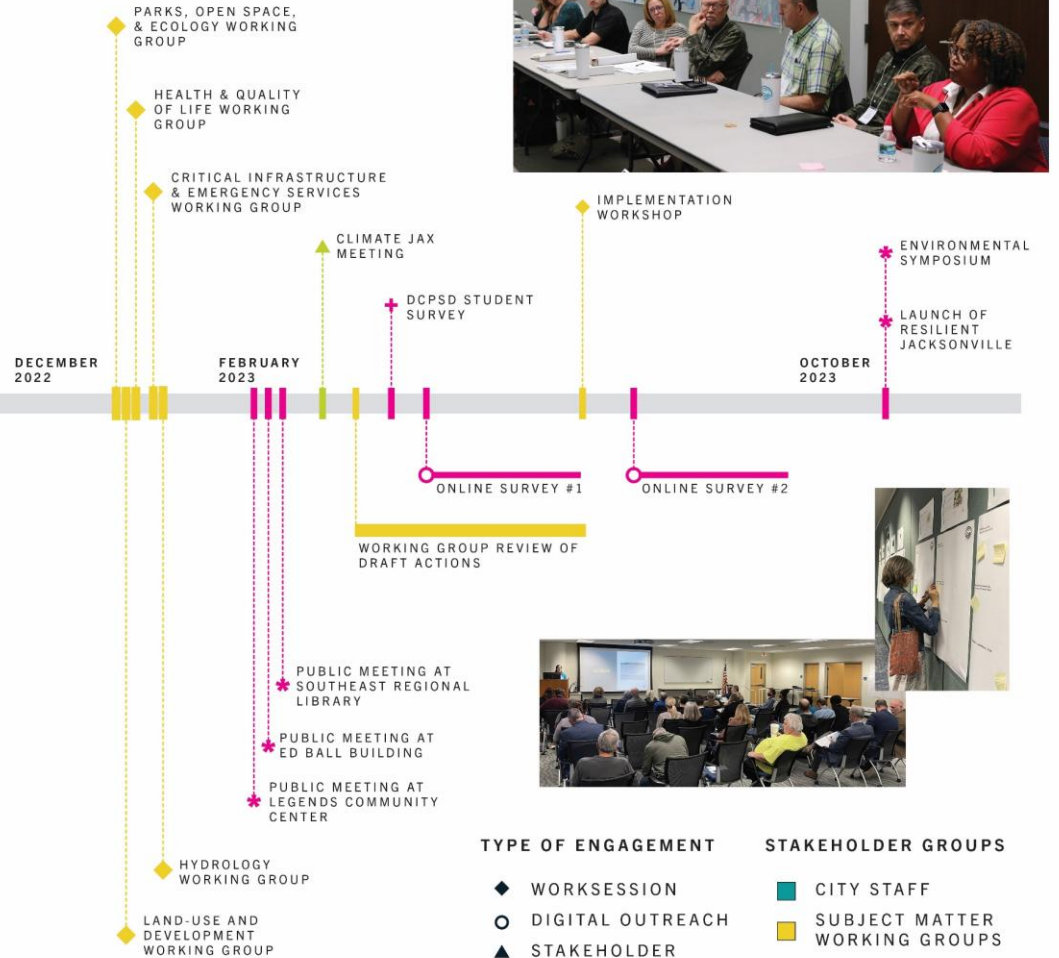 PARKS, OPEN SPACE,
& ECOLOGY WORKING
GROUP
HEALTH & QUALITY
OF LIFE WORKING
GROUP
CRITICAL INFRASTRUCTURE
& EMERGENCY SERVICES
WORKING GROUP
IMPLEMENTATION
WORKSHOP
CLIMATE JAX
MEETING
ENVIRONMENTAL
SYMPOSIUM
DCPSD STUDENT
SURVEY
LAUNCH OF
RESILIENT
JACKSONVILLE
DECEMBER
2022
FEBRUARY
2023
OCTOBER
2023
ONLINE SURVEY #1
ONLINE SURVEY #2
WORKING GROUP REVIEW OF
DRAFT ACTIONS
PUBLIC MEETING AT
SOUTHEAST REGIONAL
LIBRARY
PUBLIC MEETING AT
ED BALL BUILDING
PUBLIC MEETING AT
LEGENDS COMMUNITY
CENTER
HYDROLOGY
WORKING GROUP
LAND-USE AND
DEVELOPMENT
WORKING GROUP
TYPE OF ENGAGEMENT
WORKSESSION
DIGITAL OUTREACH
STAKEHOLDER
STAKEHOLDER GROUPS
CITY STAFF
SUBJECT MATTER
WORKING GROUPS